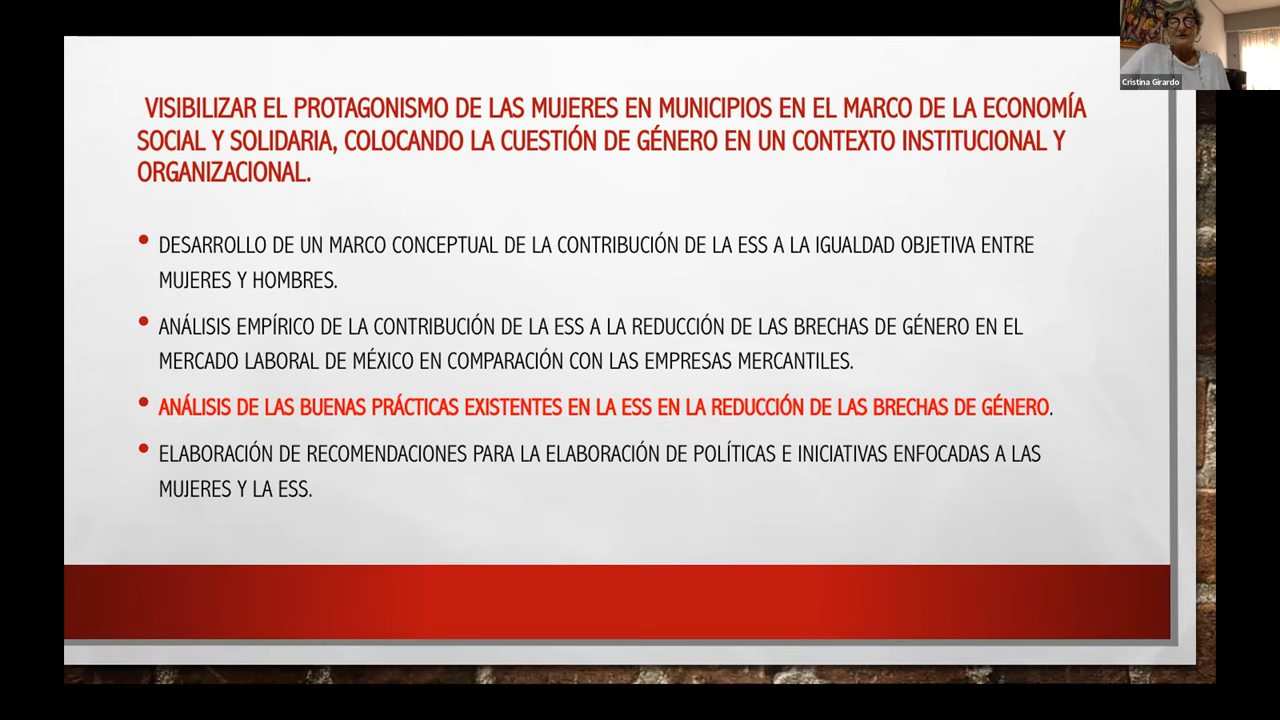 VISIBILIZAR EL PROTAGONISMO DE LAS MUJERES EN MUNICIPIOS EN EL MARCO DE LA ECONOMÍA
SOCIAL Y SOLIDARIA, COLOCANDO LA CUESTIÓN DE GÉNERO EN UN CONTEXTO INSTITUCIONAL Y
ORGANIZACIONAL.
• DESARROLLO DE UN MARCO CONCEPTUAL DE LA CONTRIBUCIÓN DE LA ESS A LA IGUALDAD OBJETIVA ENTRE
MUJERES Y HOMBRES.
• ANÁLISIS EMPÍRICO DE LA CONTRIBUCIÓN DE LA ESS A LA REDUCCIÓN DE LAS BRECHAS DE GÉNERO EN EL
MERCADO LABORAL DE MÉXICO EN COMPARACIÓN CON LAS EMPRESAS MERCANTILES.
• ANÁLISIS DE LAS BUENAS PRÁCTICAS EXISTENTES EN LA ESS EN LA REDUCCIÓN DE LAS BRECHAS DE GÉNERO.
• ELABORACIÓN DE RECOMENDACIONES PARA LA ELABORACIÓN DE POLÍTICAS E INICIATIVAS ENFOCADAS A LAS
MUJERES Y LA ESS.
Cristina Girardo